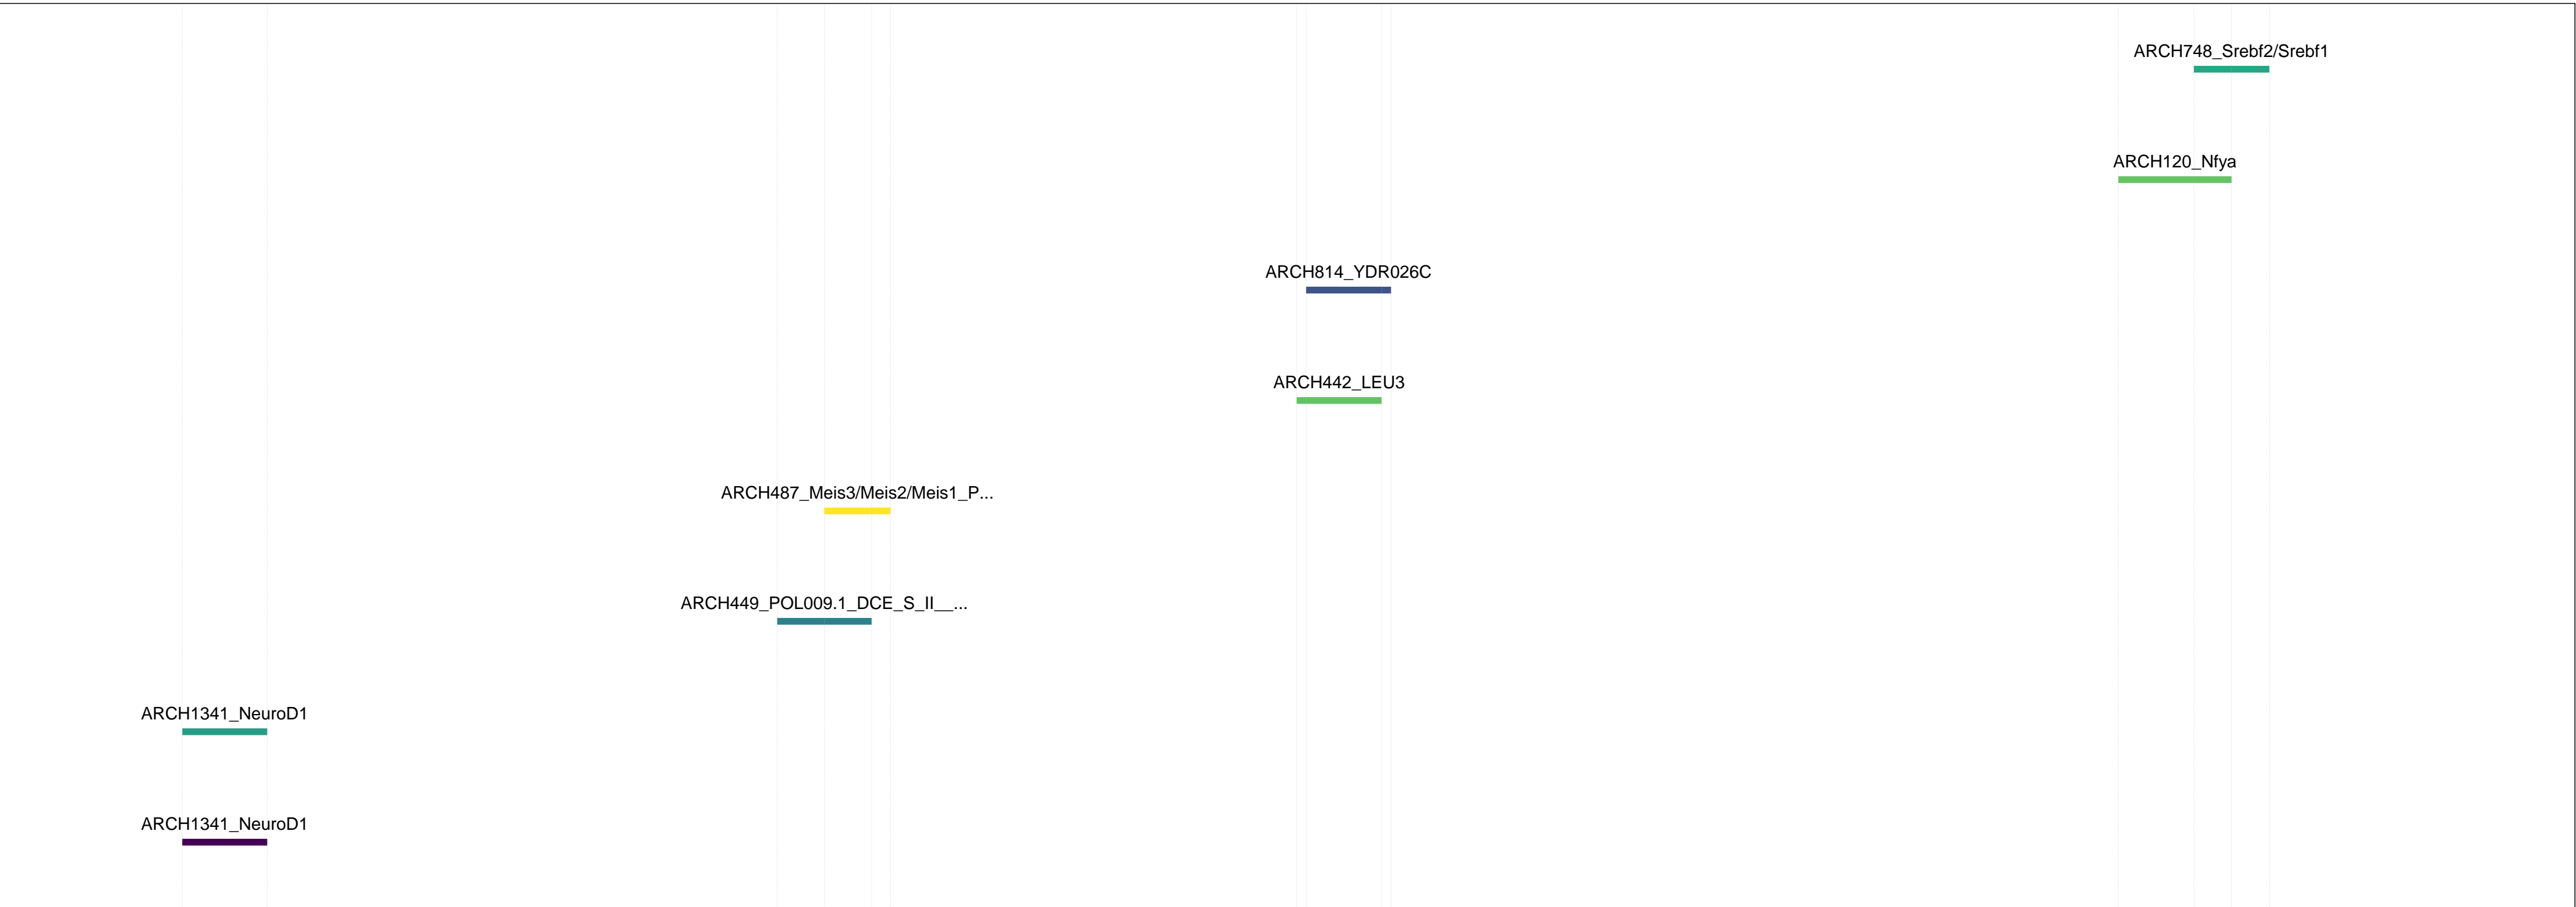 ARCH748_Srebf2/Srebf1
ARCH120_Nfya
ARCH814_YDR026C
ARCH442_LEU3
ARCH487_Meis3/Meis2/Meis1_P...
ARCH449_POL009.1_DCE_S_II__...
ARCH1341_NeuroD1
ARCH1341_NeuroD1